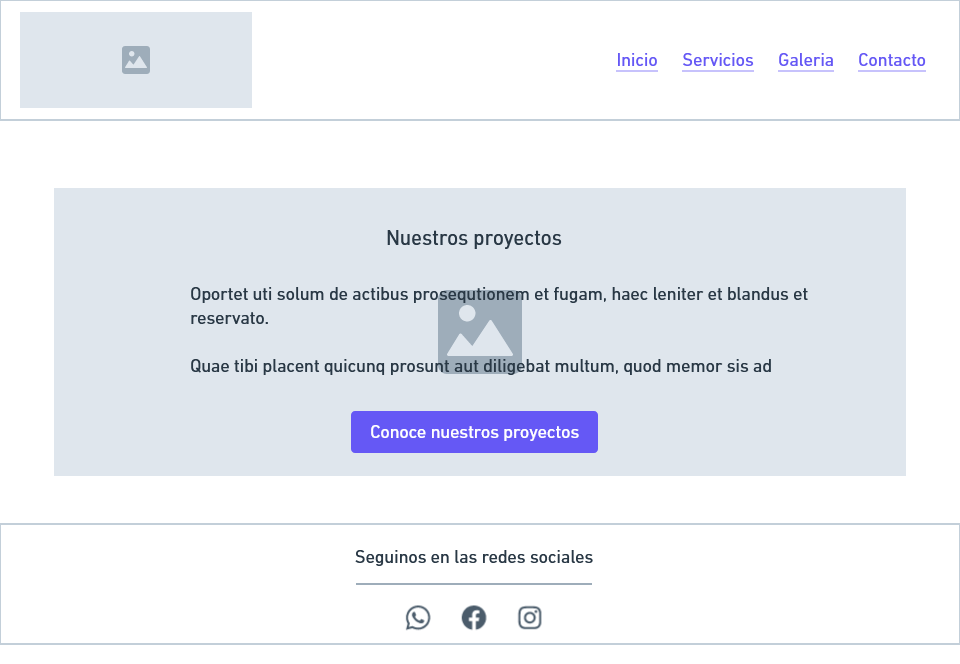 Inicio Servicios Galeria Contacto
Nuestros proyectos
Oportet uti solum de actibus prosequtionem et fugam, haec leniter et blandus et
reservato.
Quae tibi placent quicunq prosunt aut diligebat multum, quod memor sis ad
Conoce nuestros proyectos
Seguinos en las redes sociales